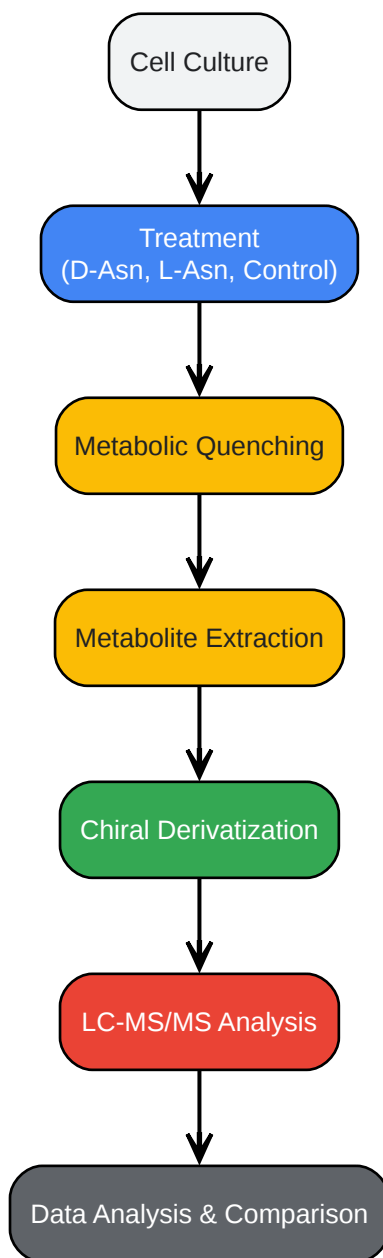 Cell Culture
Treatment
(D-Asn, L-Asn, Control)
Metabolic Quenching
Metabolite Extraction
Chiral Derivatization
LC-MS/MS Analysis
Data Analysis & Comparison